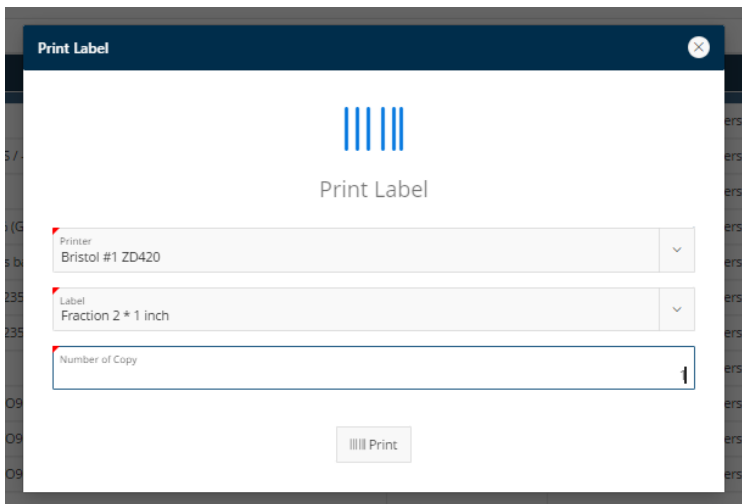 Print Label
Print Label
Printer
Bristol #1 ZD420
Label
Fraction 2 * 1 inch
Number of Copy
1
Print